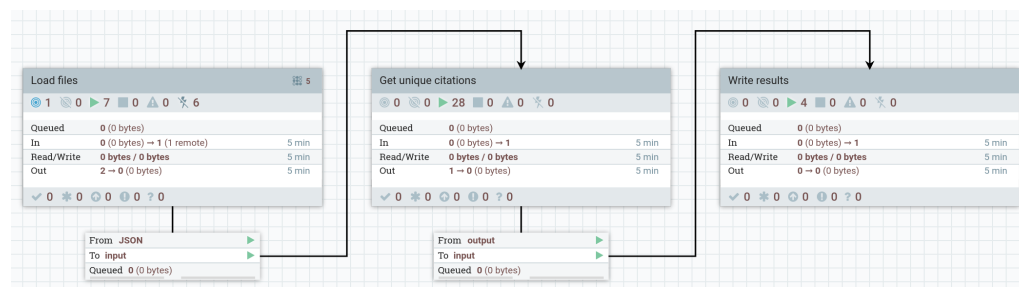 Load files 5
1 0 7 0 0 6
Queued 0 (0 bytes)
In 0 (0 bytes) → 1 (1 remote) 5 min
Read/Write 0 bytes / 0 bytes 5 min
Out 2 → 0 (0 bytes) 5 min
0 0 0 0 ? 0
From JSON
To input
Queued 0 (0 bytes)
Get unique citations
0 0 28 0 0 0
Queued 0 (0 bytes)
In 0 (0 bytes) → 1 5 min
Read/Write 0 bytes / 0 bytes 5 min
Out 1 → 0 (0 bytes) 5 min
0 0 0 0 ? 0
From output
To input
Queued 0 (0 bytes)
Write results
0 0 4 0 0 0
Queued 0 (0 bytes)
In 0 (0 bytes) → 1 5 min
Read/Write 0 bytes / 0 bytes 5 min
Out 0 → 0 (0 bytes) 5 min
0 0 0 0 ? 0